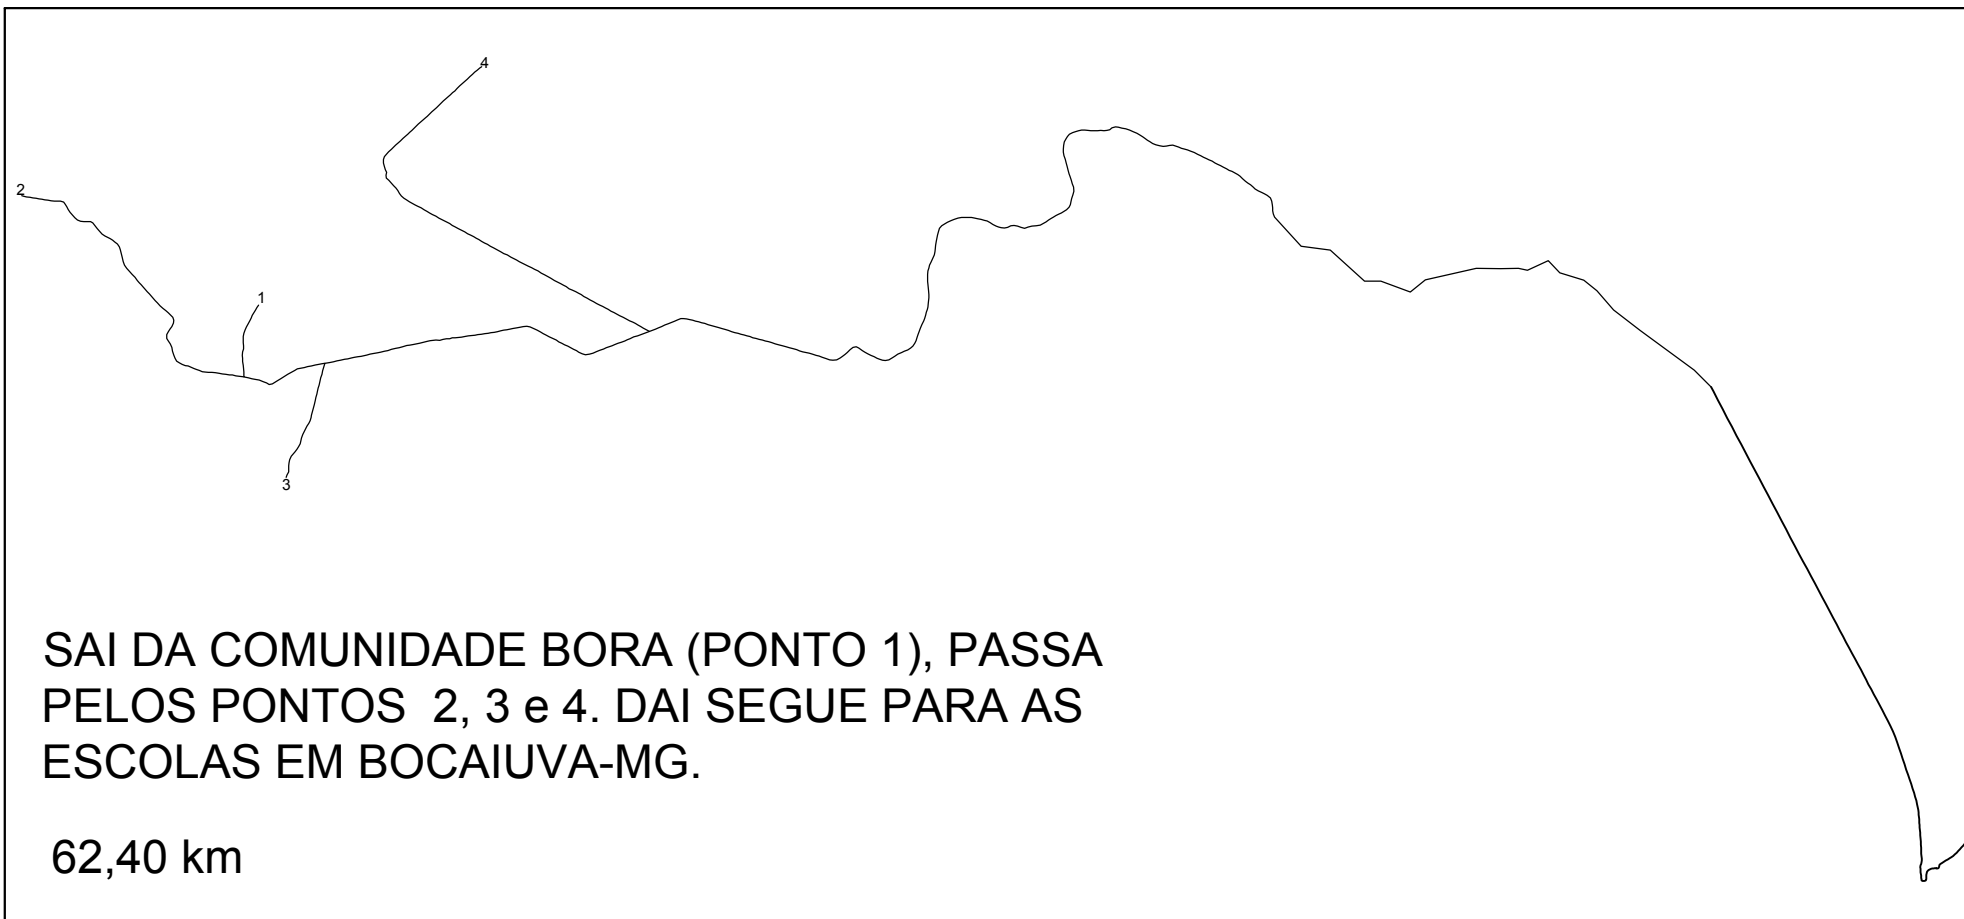 4
2
1
3
SAI DA COMUNIDADE BORA (PONTO 1), PASSA
PELOS PONTOS  2, 3 e 4. DAI SEGUE PARA AS
ESCOLAS EM BOCAIUVA-MG.
62,40 km